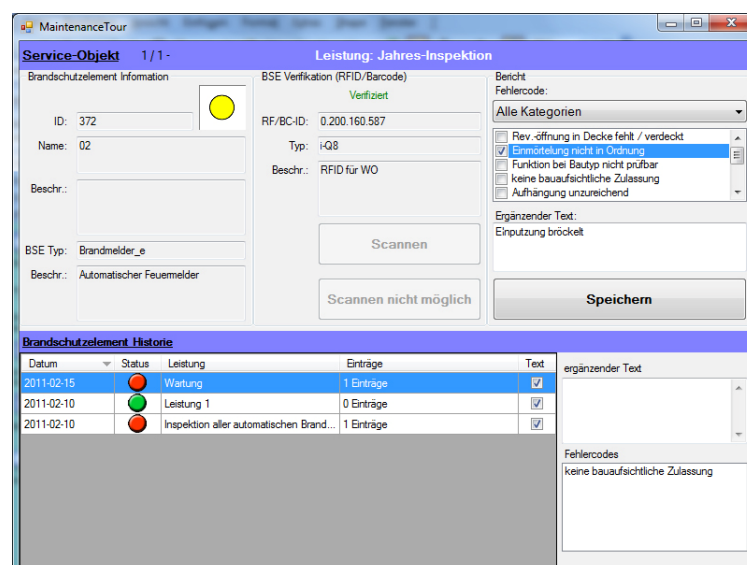 MaintenanceTour
Service-Objekt 1/1- Leistung: Jahres-Inspektion
Brandschutzelement Information
ID: 372
Name: 02
Beschr.:
BSE Typ: Brandmelder_e
Beschr.: Automatischer Feuermelder
BSE Verifikation (RFID/Barcode)
Verifiziert
RF/BC-ID: 0.200.160.587
Typ: i-Q8
Beschr.: RFID für WO
Scannen
Scannen nicht möglich
Bericht
Fehlercode:
Alle Kategorien
Rev.-öffnung in Decke fehlt / verdeckt
Einmörtelung nicht in Ordnung
Funktion bei Bautyp nicht prüfbar
keine bauaufsichtliche Zulassung
Aufhängung unzureichend
Ergänzender Text:
Einputzung bröckelt
Speichern
Brandschutzelement Historie
Datum Status Leistung Einträge Text
2011-02-15 Wartung 1 Einträge
2011-02-10 Leistung 1 0 Einträge
2011-02-10 Inspektion aller automatischen Brand... 1 Einträge
ergänzender Text
Fehlercodes
keine bauaufsichtliche Zulassung